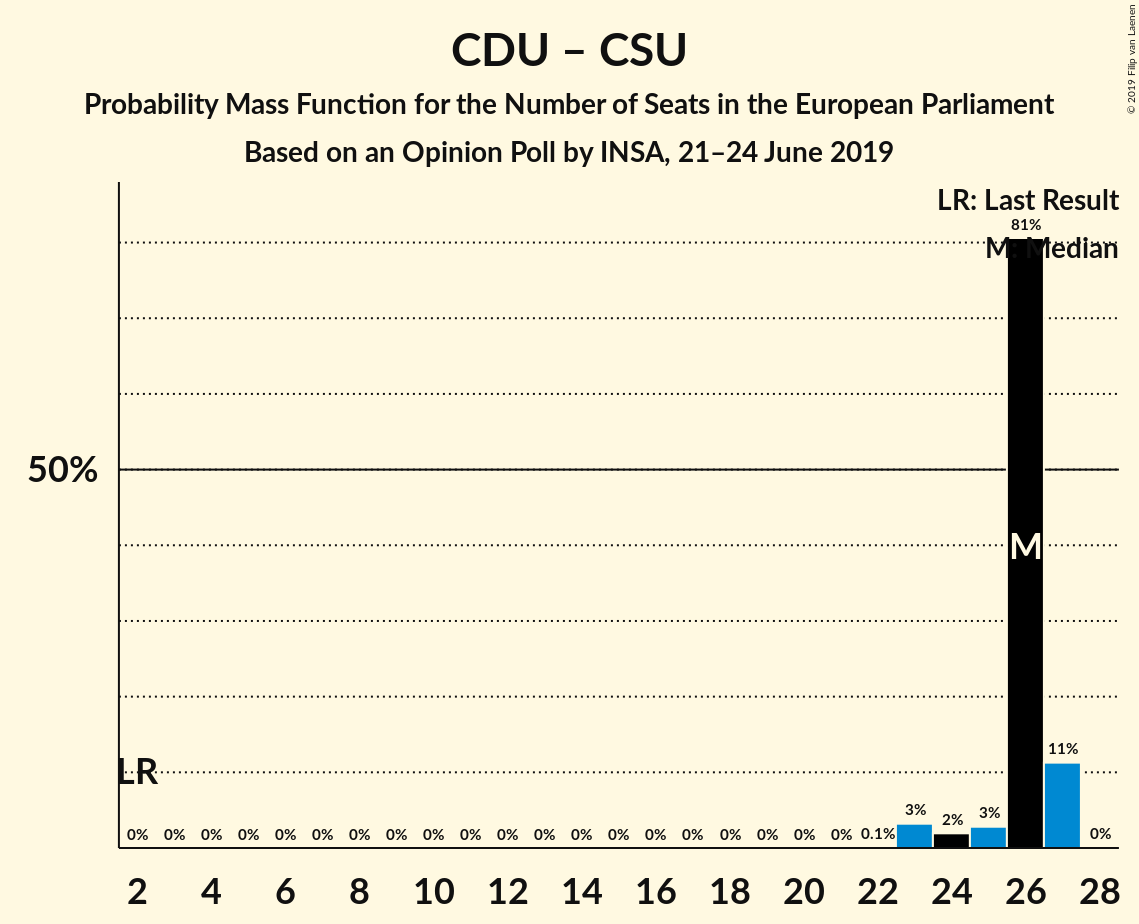 CDU – CSU
Probability Mass Function for the Number of Seats in the European Parliament
Based on an Opinion Poll by INSA, 21–24 June 2019
© 2019 Filip van Laenen
LR: Last Result
81%
M: Median
50%
M
LR
11%
0% 0% 0% 0% 0% 0% 0% 0% 0% 0% 0% 0% 0% 0% 0% 0% 0% 0% 0% 0% 0.1% 3% 2% 3% 0%
2 4 6 8 10 12 14 16 18 20 22 24 26 28